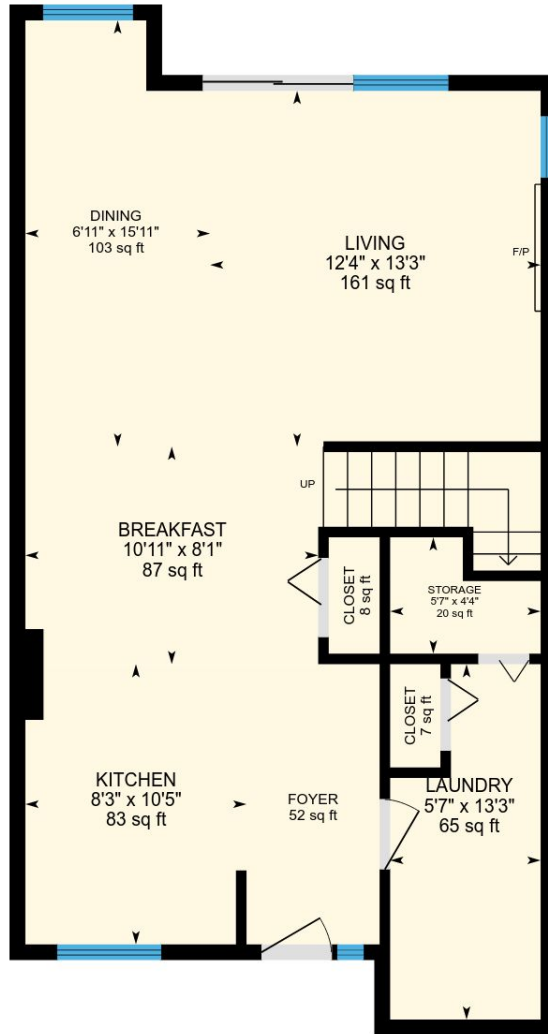 DINING
6'11" x 15'11"
103 sq ft
LIVING
12'4" x 13'3"
161 sq ft
F/P
UP
BREAKFAST
10'11" x 8'1"
87 sq ft
CLOSET
8 sq ft
STORAGE
5'7" x 4'4"
20 sq ft
CLOSET
7 sq ft
KITCHEN
8'3" x 10'5"
83 sq ft
FOYER
52 sq ft
LAUNDRY
5'7" x 13'3"
65 sq ft